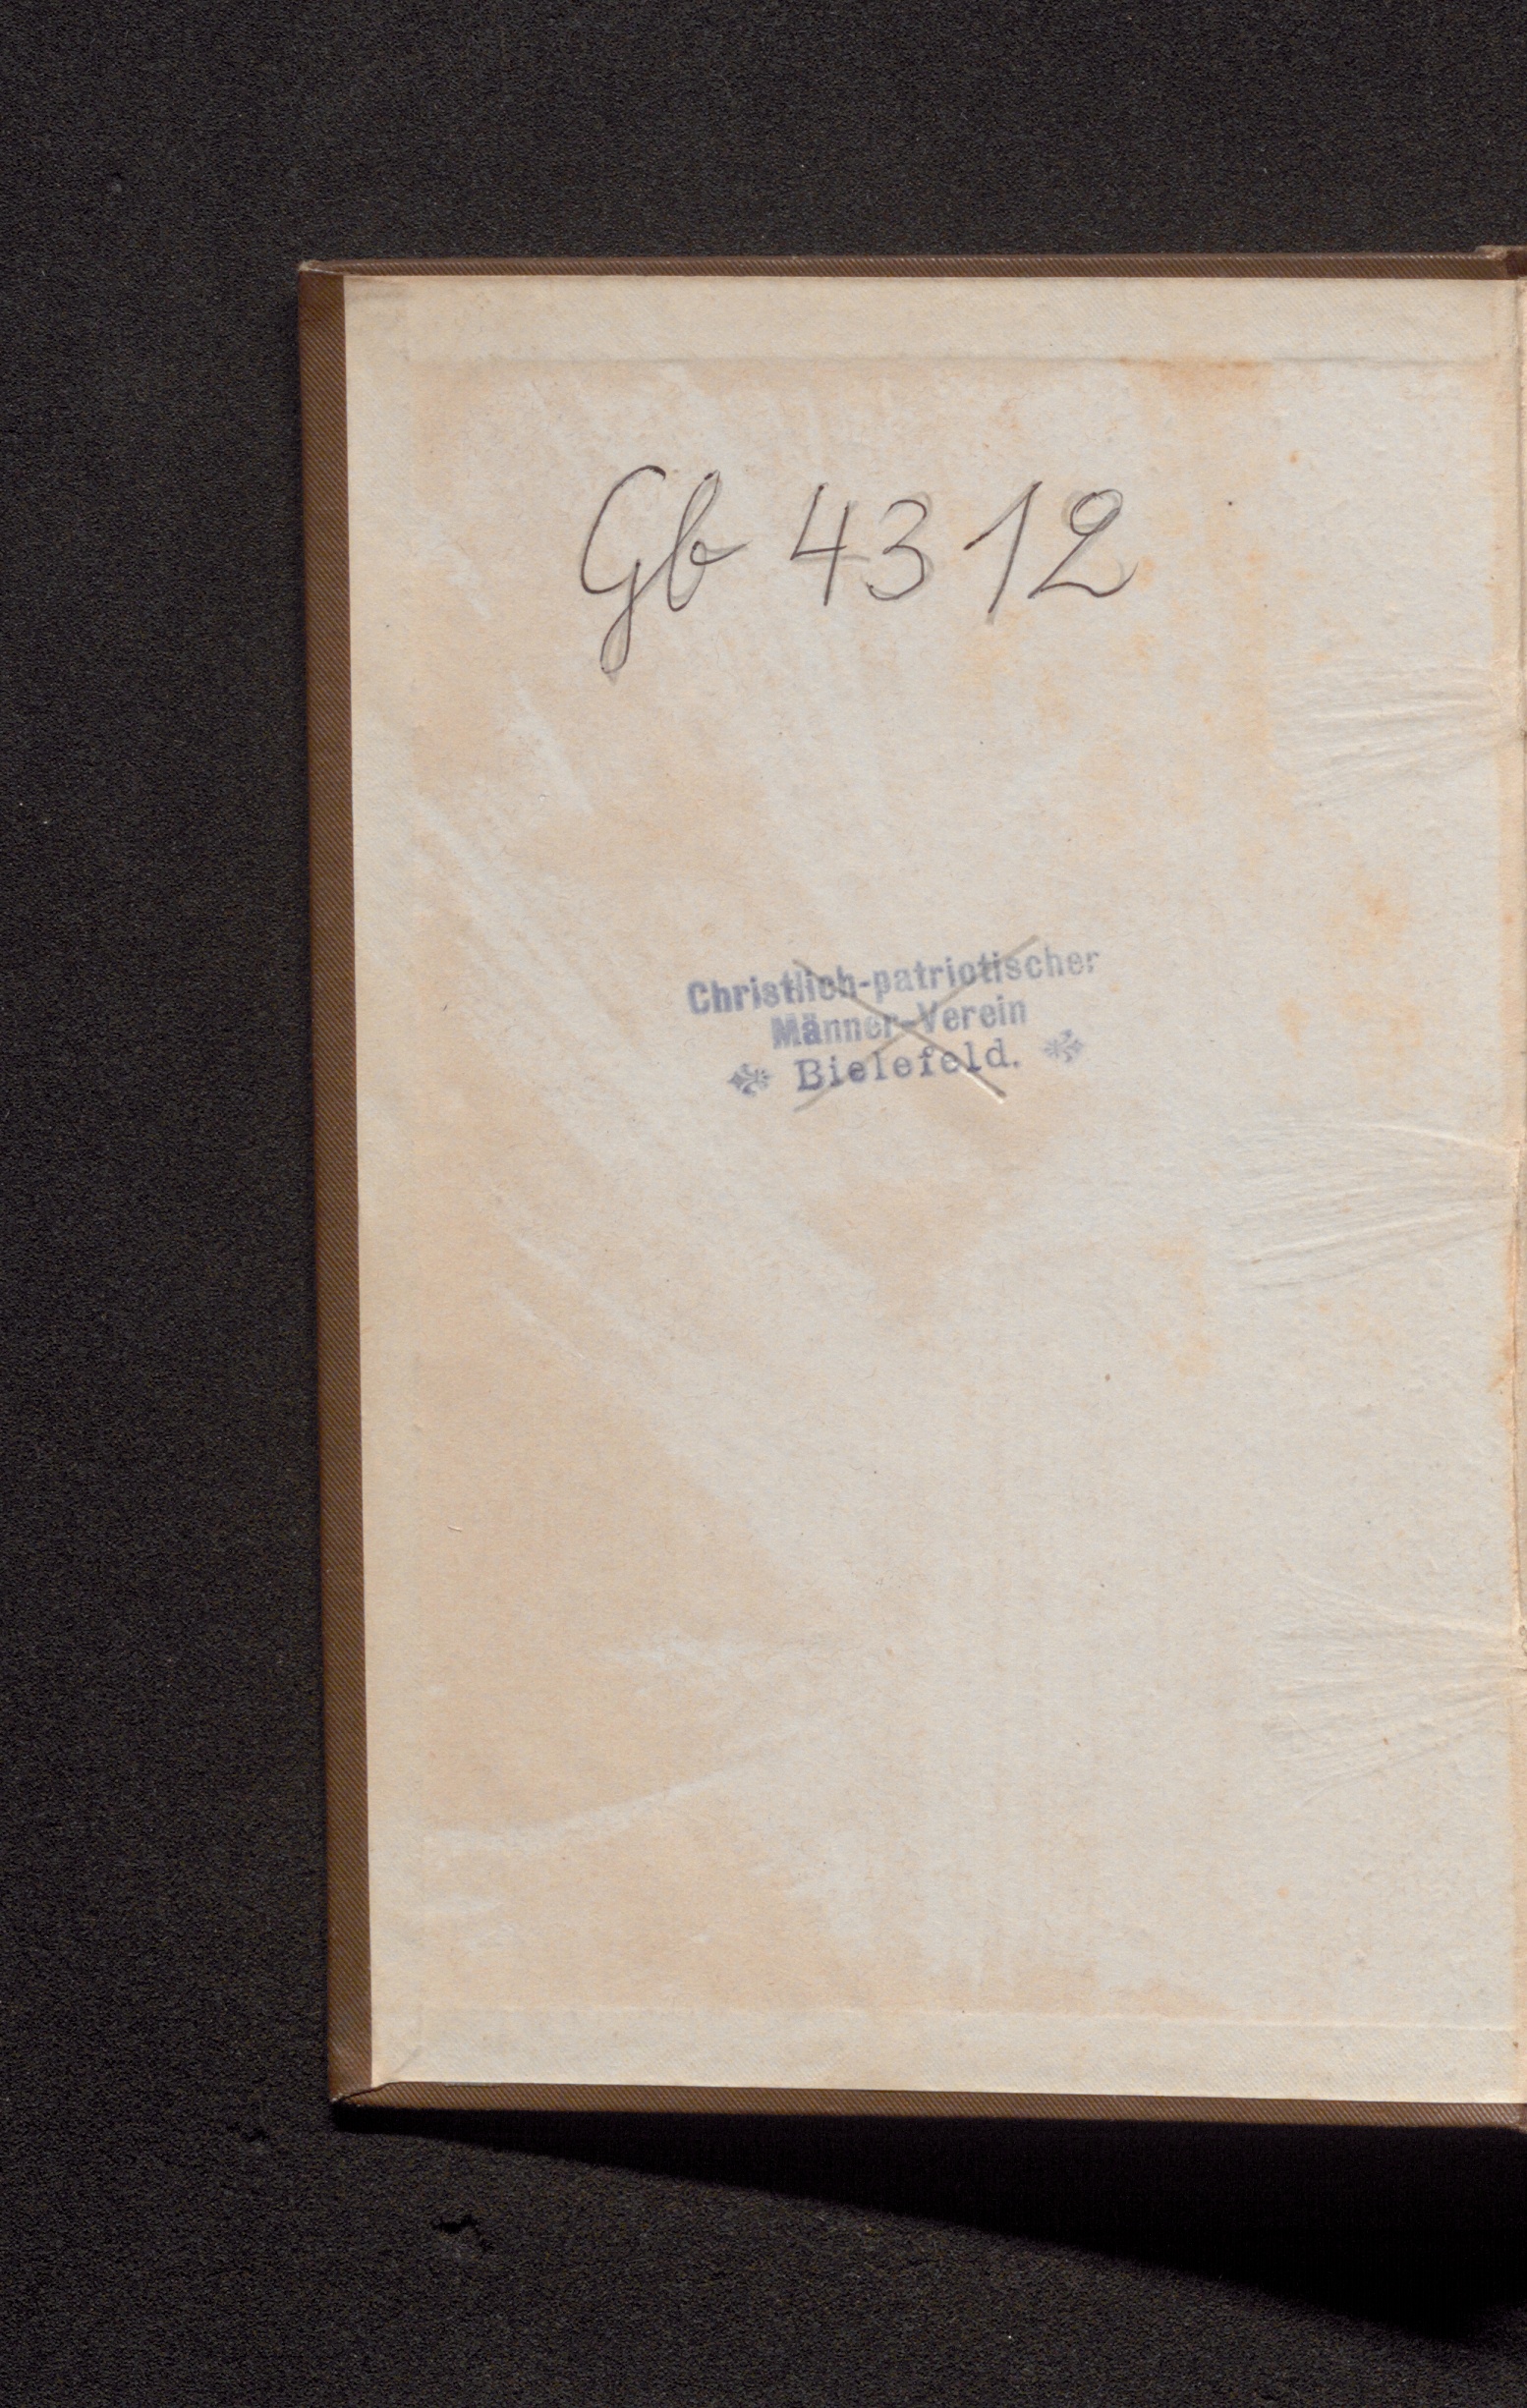 Gb 4312
Christlich-patriotischer
Männer-Verein
Bielefeld.